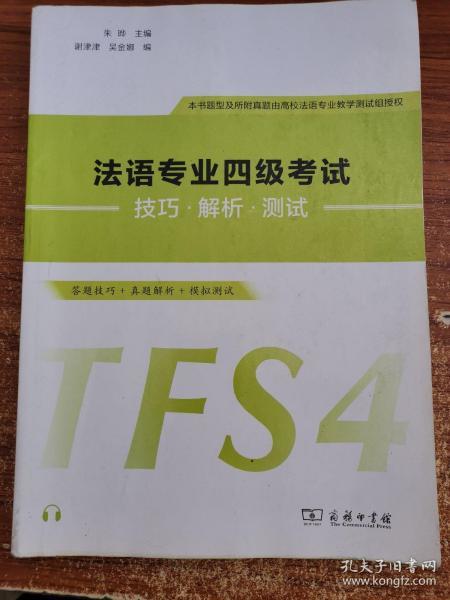 朱晔 主编
谢津津 吴金娜 编
本书题型及所附真题由高校法语专业教学测试组授权
法语专业四级考试
技巧·解析·测试
答题技巧+真题解析+模拟测试
TFS4
商务印书馆
The Commercial Press
孔夫子旧书网
www.kongfz.com